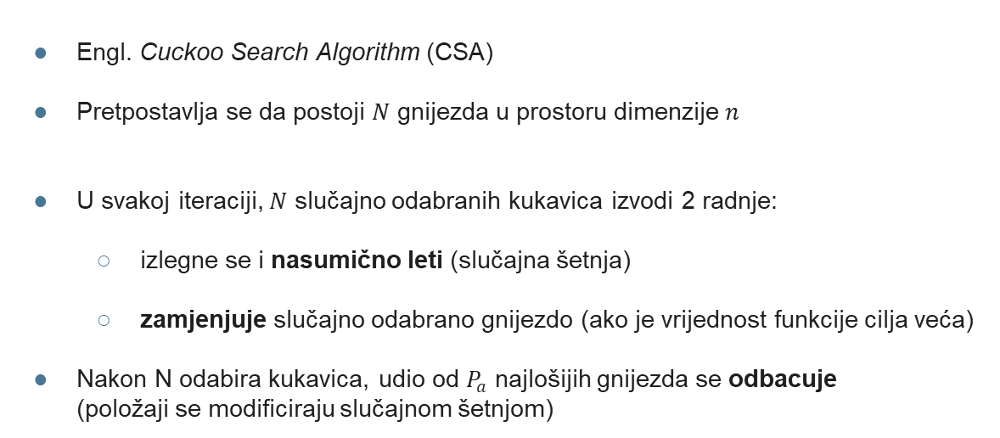 ● Engl. Cuckoo Search Algorithm (CSA)
● Pretpostavlja se da postoji N gnijezda u prostoru dimenzije n
● U svakoj iteraciji, N slučajno odabranih kukavica izvodi 2 radnje:
○ izlegne se i nasumično leti (slučajna šetnja)
○ zamjenjuje slučajno odabrano gnijezdo (ako je vrijednost funkcije cilja veća)
● Nakon N odabira kukavica, udio od Pₐ najlošijih gnijezda se odbacuje
(položaji se modificiraju slučajnom šetnjom)